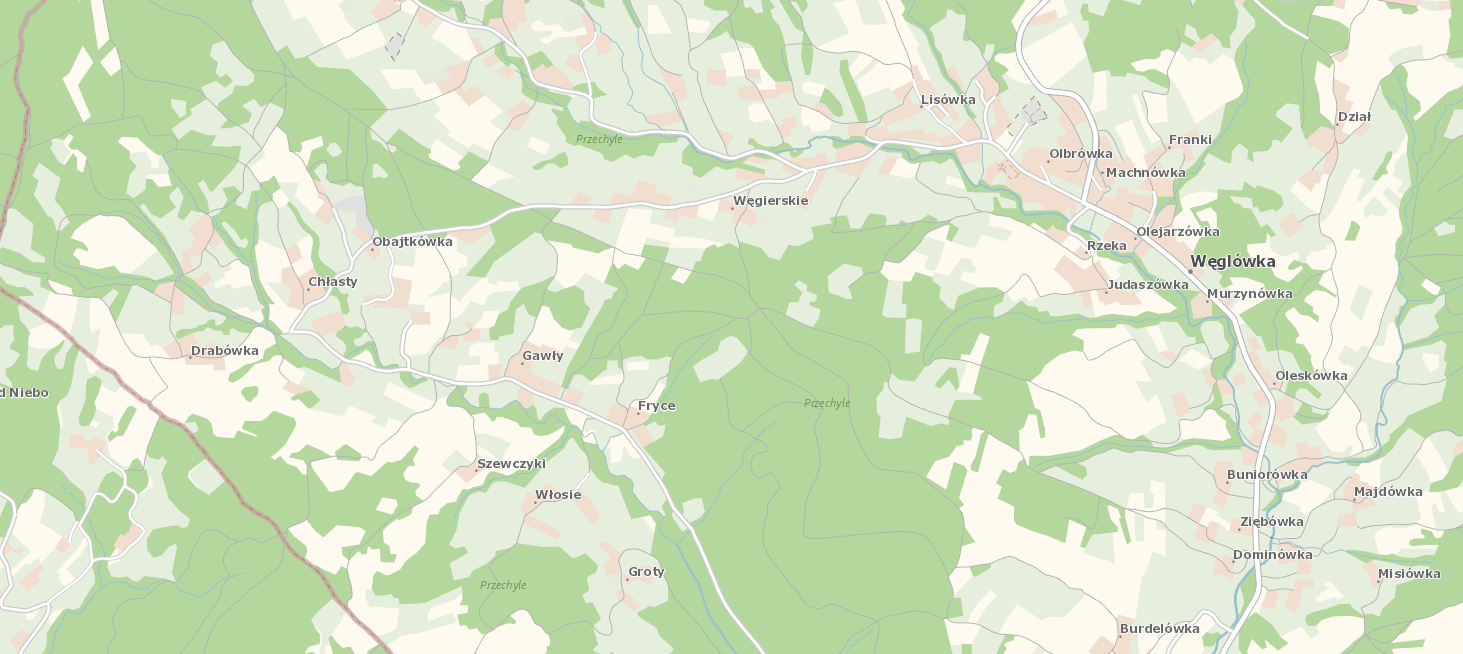 Lisówka
Dział
Przechyle
Franki
Olbrówka
Machnówka
Węgierskie
Olejarzówka
Obajtkówka
Rzeka
Węglówka
Chłasty
Judaszówka
Murzynówka
Drabówka
Gawły
Oleskówka
d Niebo
Fryce
Przechyle
Szewczyki
Buniorówka
Włosie
Majdówka
Ziębówka
Dominówka
Groty
Misiówka
Przechyle
Burdelówka